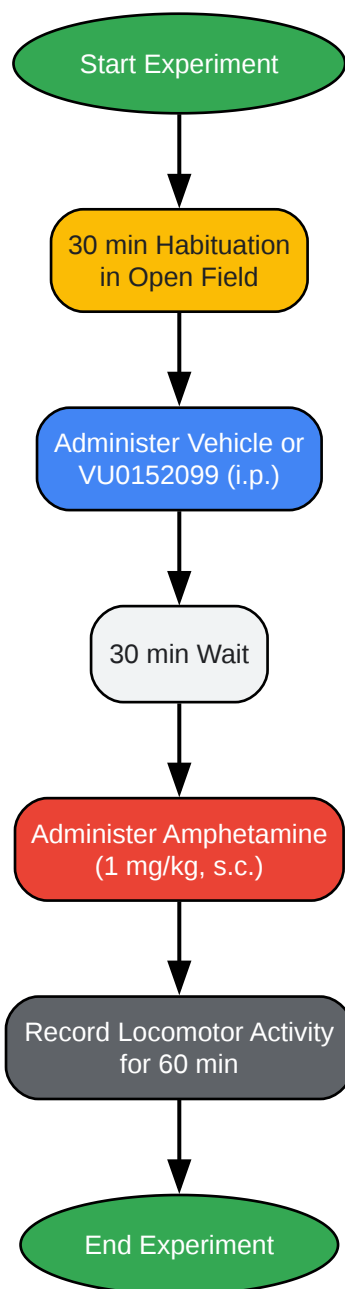 Start Experiment
30 min Habituation
in Open Field
Administer Vehicle or
VU0152099 (i.p.)
30 min Wait
Administer Amphetamine
(1 mg/kg, s.c.)
Record Locomotor Activity
for 60 min
End Experiment